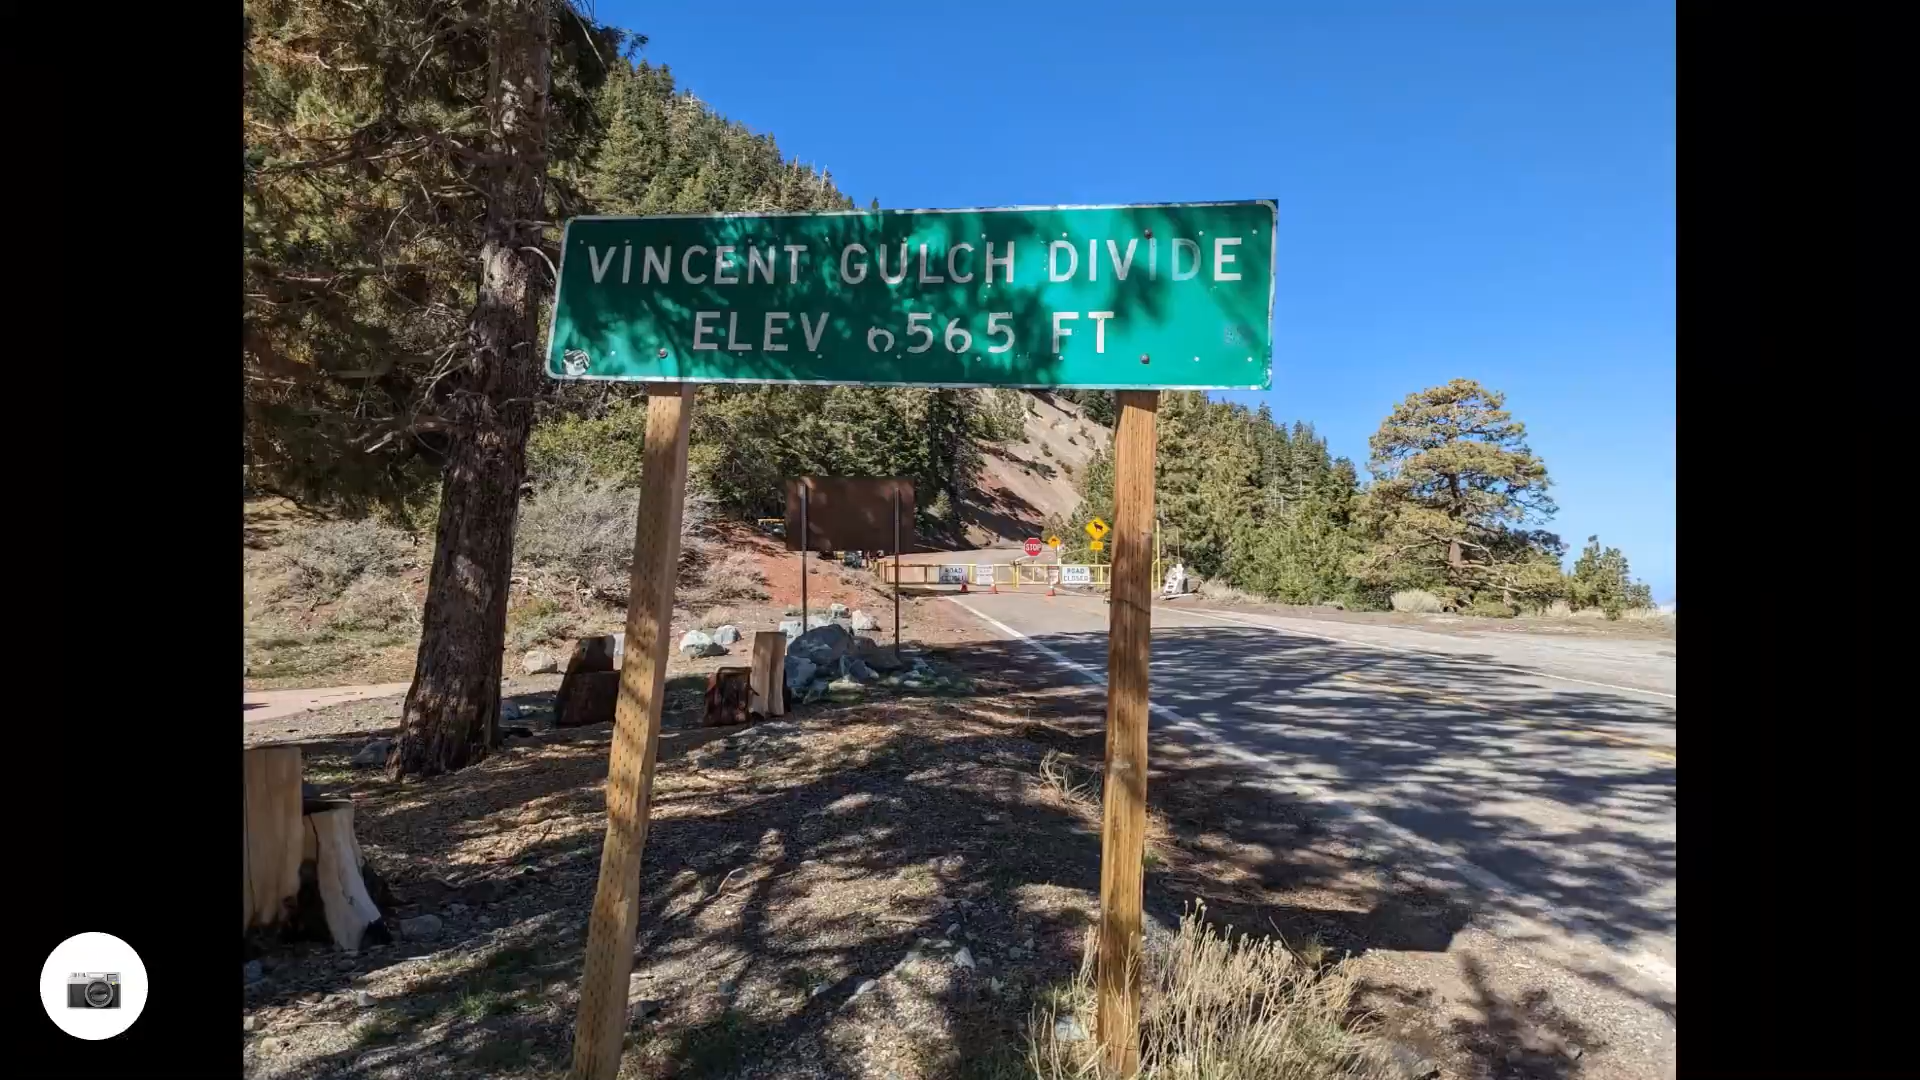 VINCENT GULCH DIVIDE
ELEV 6565 FT
STOP
ROAD
CLOSED
ROAD
CLOSED